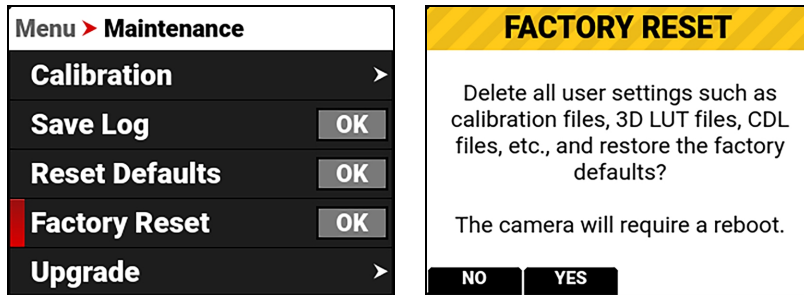 Menu > Maintenance
Calibration >
Save Log OK
Reset Defaults OK
Factory Reset OK
Upgrade >
FACTORY RESET
Delete all user settings such as
calibration files, 3D LUT files, CDL
files, etc., and restore the factory
defaults?
The camera will require a reboot.
NO YES